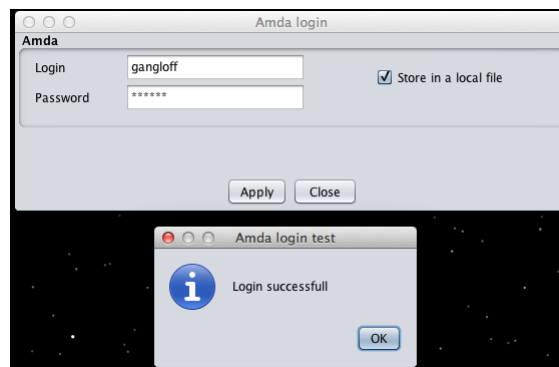 Amda login
Amda
Login gangloff
Store in a local file
Password ******
Apply Close
Amda login test
Login successfull
OK